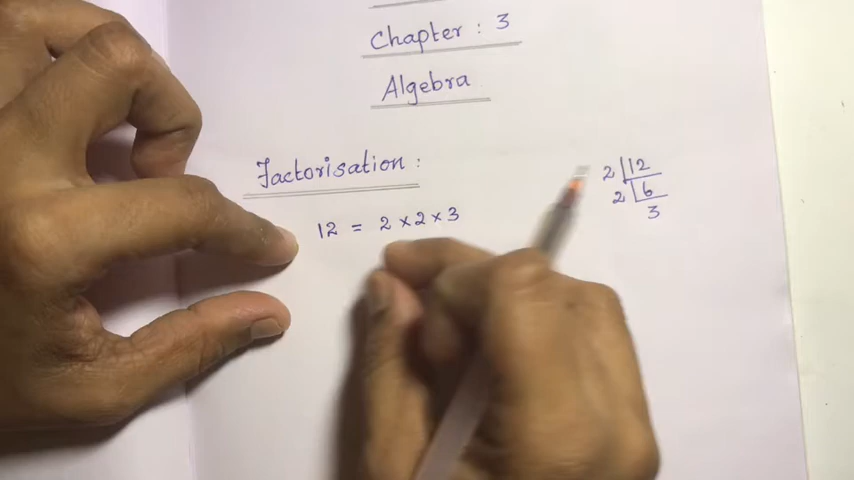 Chapter : 3
Algebra
Factorisation :
12 = 2 × 2 × 3
2 12
2 6
3